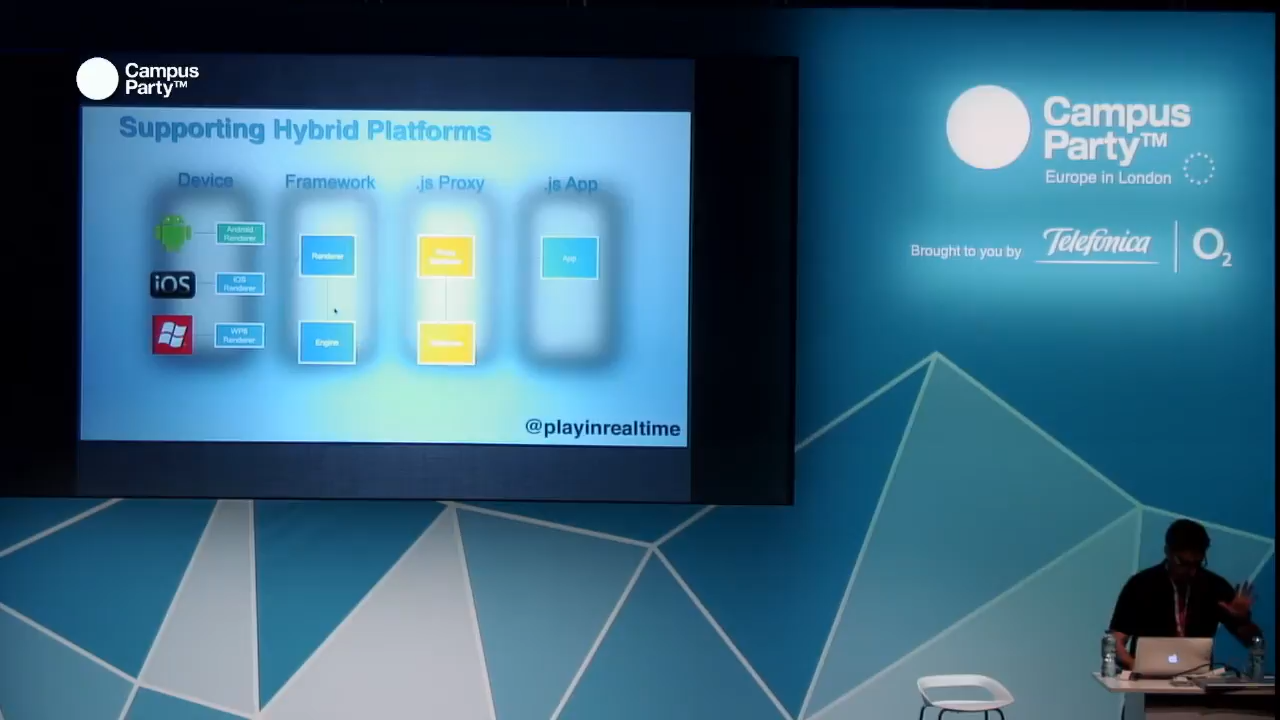 Campus
Party™
Supporting Hybrid Platforms
Device
Framework
.js Proxy
.js App
Android
Renderer
iOS
iOS
Renderer
WP8
Renderer
Renderer
Engine
App
@playinrealtime
Campus
Party™
Europe in London
Brought to you by
Telefónica
O2